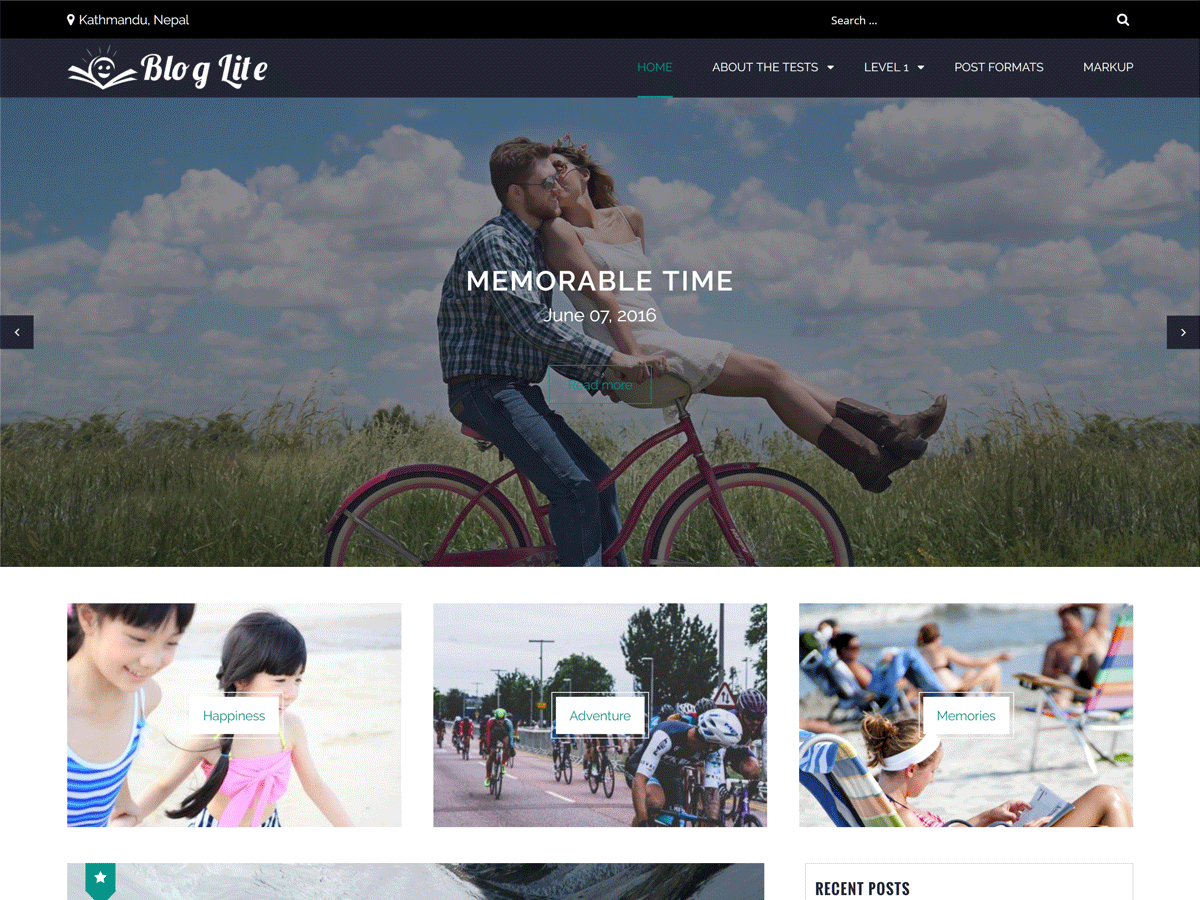 Kathmandu, Nepal
Search ...
Blog Lite
HOME
ABOUT THE TESTS
LEVEL 1
POST FORMATS
MARKUP
MEMORABLE TIME
June 07, 2016
Read more
Happiness
Adventure
Memories
RECENT POSTS